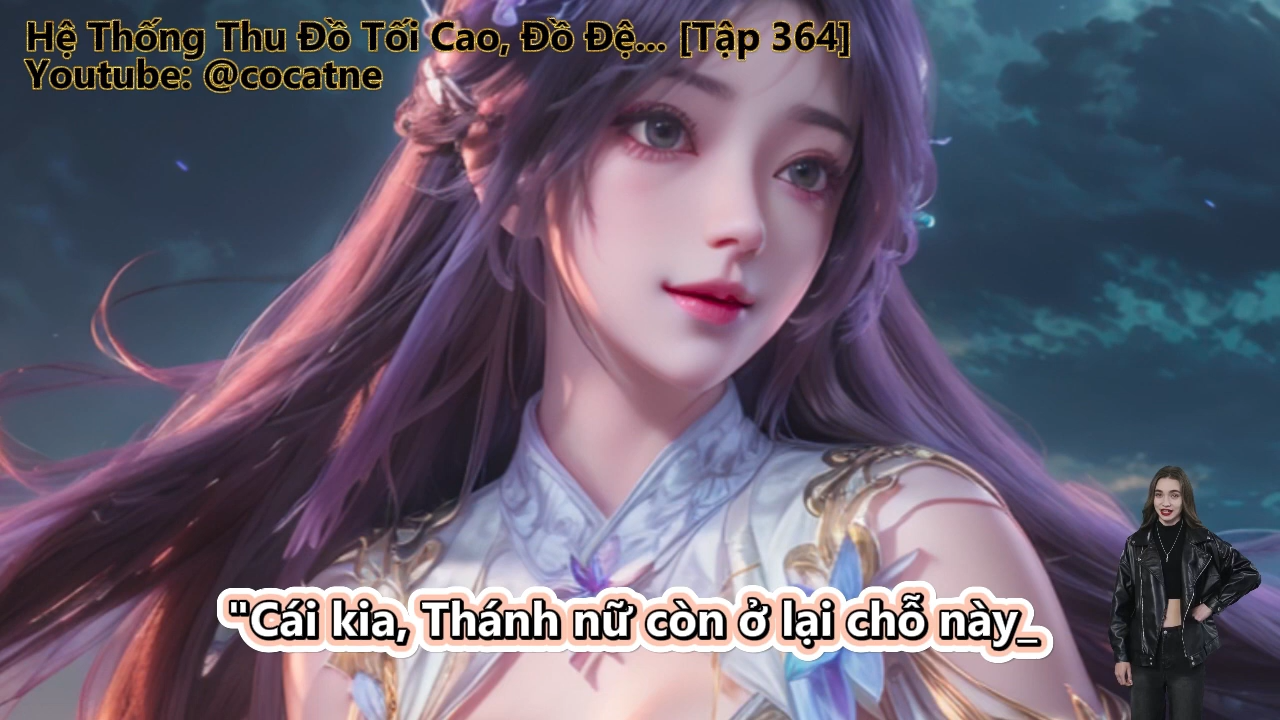 Hệ Thống Thu Đồ Tối Cao, Đồ Đệ... [Tập 364]
Youtube: @cocatne
"Cái kia, Thánh nữ còn ở lại chỗ này_